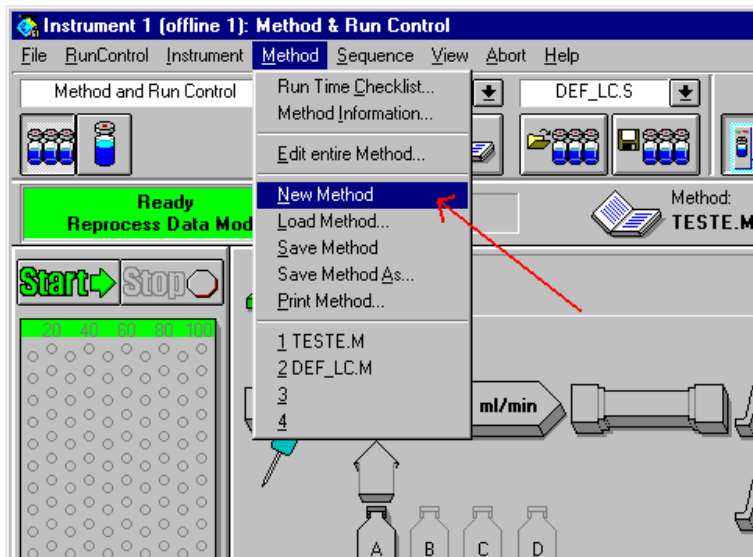 Instrument 1 (offline 1): Method & Run Control
File RunControl Instrument Method Sequence View Abort Help
Method and Run Control
DEF_LC.S
Run Time Checklist...
Method Information...
Edit entire Method...
New Method
Load Method...
Save Method
Save Method As...
Print Method...
1 TESTE.M
2 DEF_LC.M
3
4
Ready
Reprocess Data Mod
Method:
TESTE.M
Start Stop
20 40 60 80 100
ml/min
A B C D